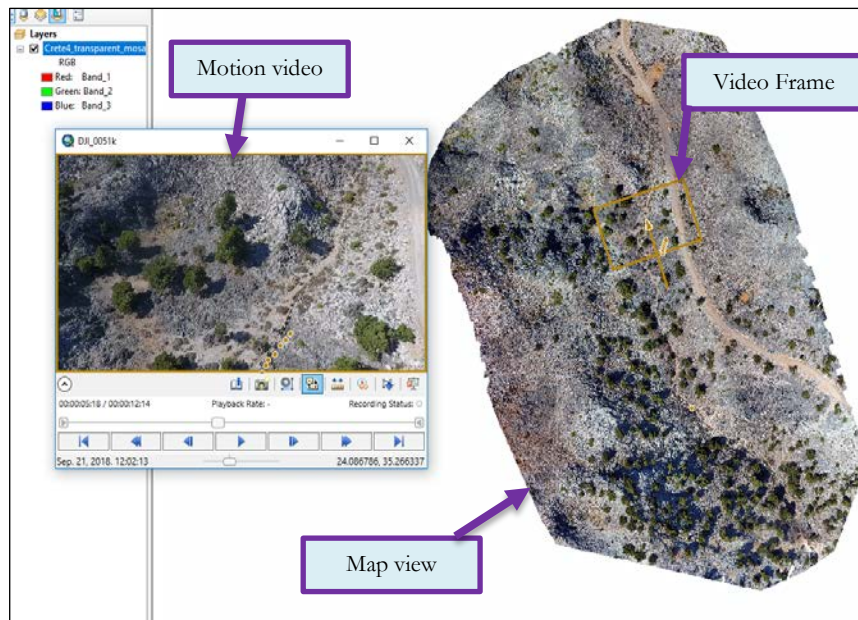 Layers
Crete4_transparent_mosa
RGB
Red: Band_1
Green: Band_2
Blue: Band_3
Motion video
Video Frame
DJI_0051k
00:00:05:18 / 00:00:12:14
Playback Rate: -
Recording Status:
Sep. 21, 2018. 12:02:13
24.086786, 35.266337
Map view